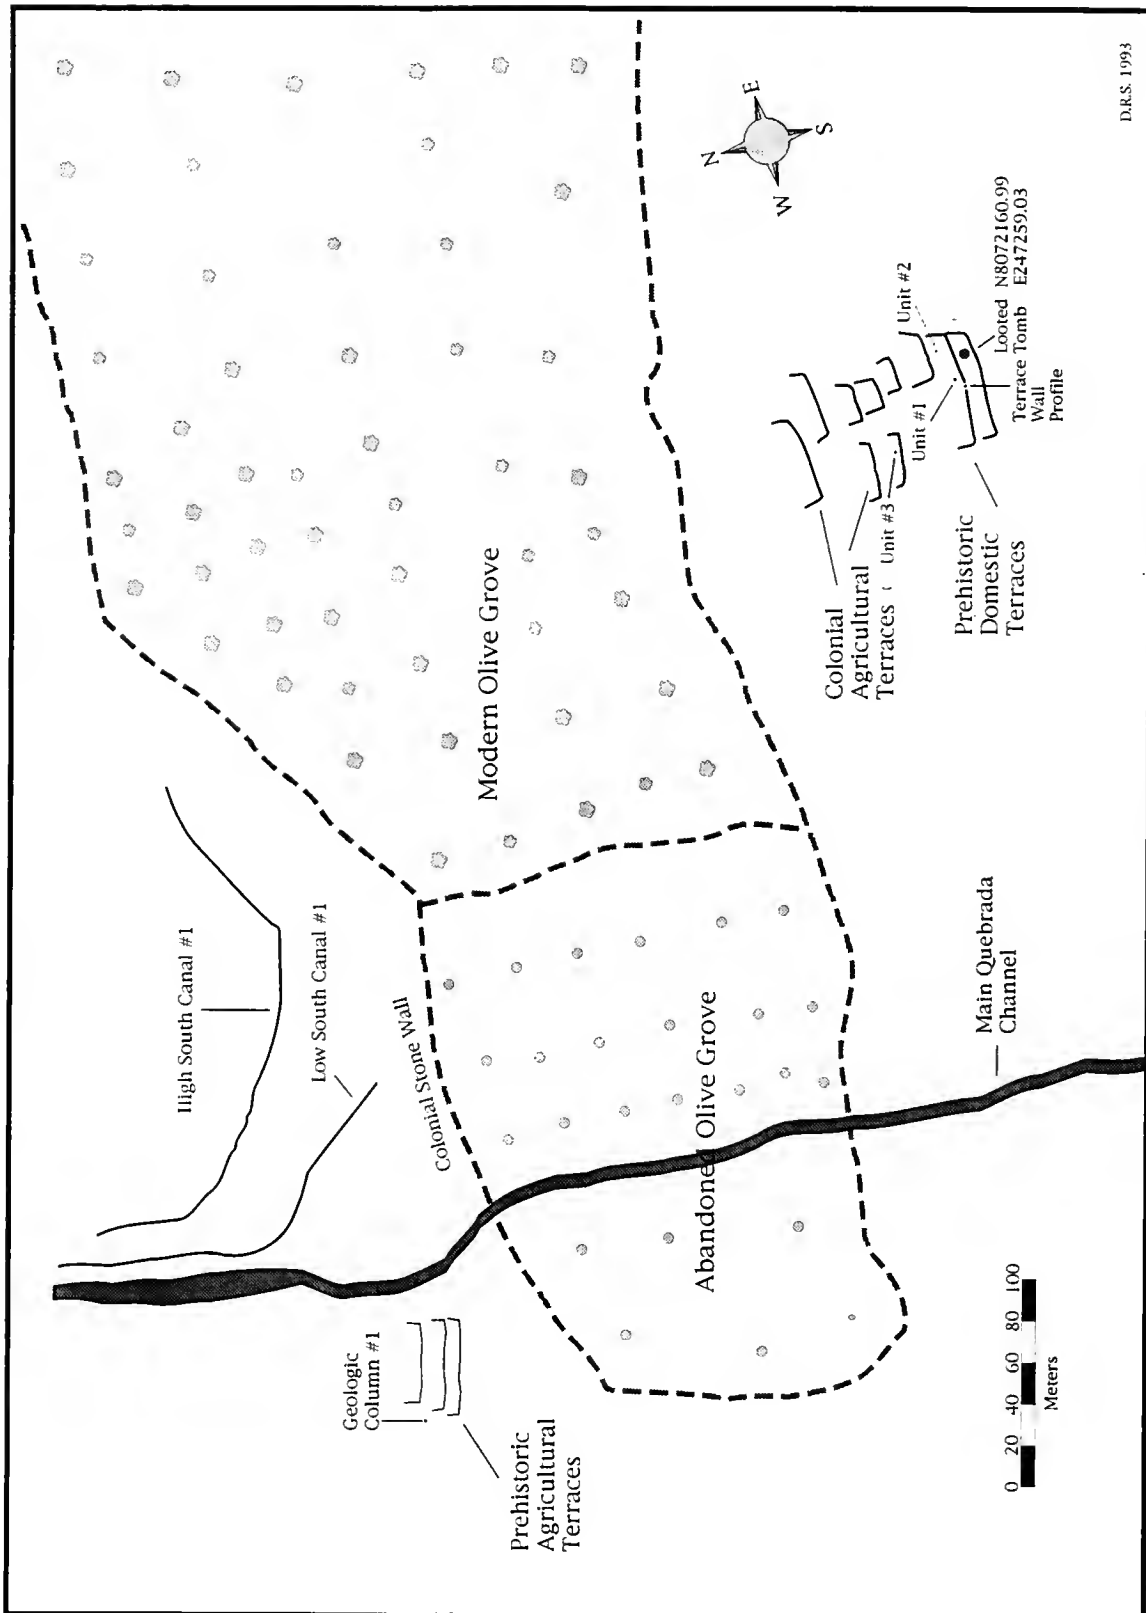 High South Canal #1
Low South Canal #1
Colonial Stone Wall
Modern Olive Grove
Abandoned Olive Grove
Geologic
Column #1
Prehistoric
Agricultural
Terraces
Main Quebrada
Channel
Colonial
Agricultural
Terraces
Unit #3
Unit #1
Unit #2
Prehistoric
Domestic
Terraces
Terrace
Wall
Profile
Looted
Tomb
N8072160.99
E247259.03
N
E
S
W
0 20 40 60 80 100
Meters
D.R.S. 1993